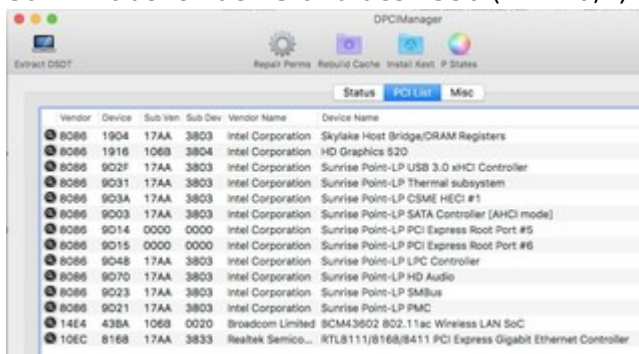 DPCIManager
Extract DSDT Repair Perms Rebuild Cache Install Kext P States
Status PCI List Misc
Vendor Device Sub Ven Sub Dev Vendor Name Device Name
8086 1904 17AA 3803 Intel Corporation Skylake Host Bridge/DRAM Registers
8086 1916 106B 3804 Intel Corporation HD Graphics 520
8086 9D2F 17AA 3803 Intel Corporation Sunrise Point-LP USB 3.0 xHCI Controller
8086 9D31 17AA 3803 Intel Corporation Sunrise Point-LP Thermal subsystem
8086 9D3A 17AA 3803 Intel Corporation Sunrise Point-LP CSME HECI #1
8086 9D03 17AA 3803 Intel Corporation Sunrise Point-LP SATA Controller [AHCI mode]
8086 9D14 0000 0000 Intel Corporation Sunrise Point-LP PCI Express Root Port #5
8086 9D15 0000 0000 Intel Corporation Sunrise Point-LP PCI Express Root Port #6
8086 9D48 17AA 3803 Intel Corporation Sunrise Point-LP LPC Controller
8086 9D70 17AA 3803 Intel Corporation Sunrise Point-LP HD Audio
8086 9D23 17AA 3803 Intel Corporation Sunrise Point-LP SMBus
8086 9D21 17AA 3803 Intel Corporation Sunrise Point-LP PMC
14E4 43BA 106B 0020 Broadcom Limited BCM43602 802.11ac Wireless LAN SoC
10EC 8168 17AA 3833 Realtek Semico... RTL8111/8168/8411 PCI Express Gigabit Ethernet Controller